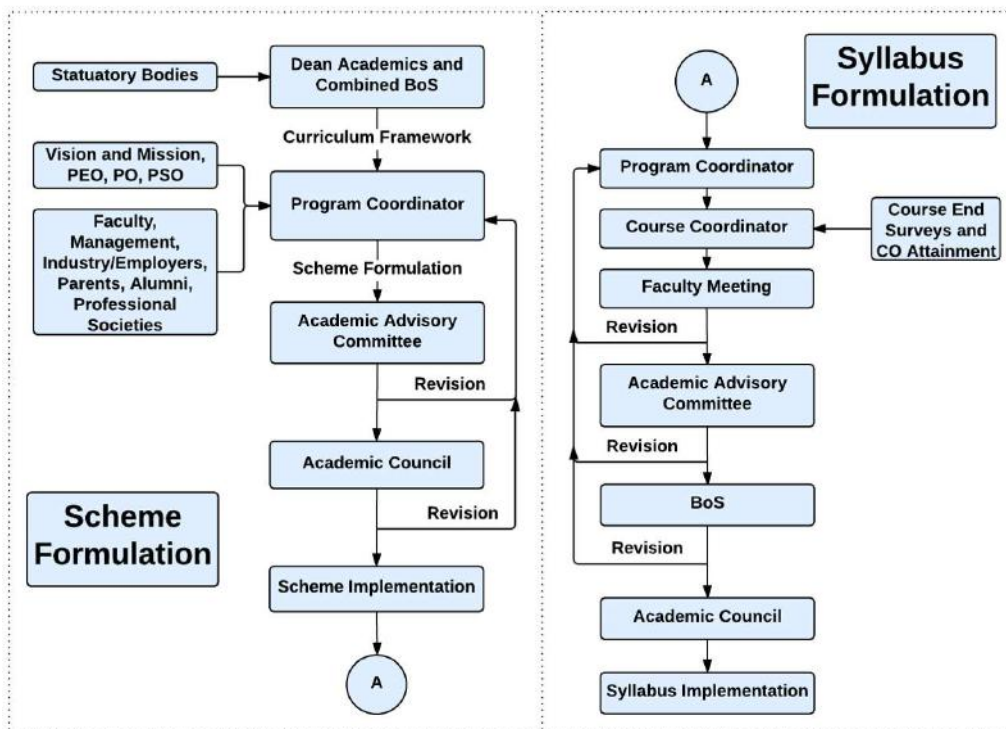 Statuatory Bodies
Dean Academics and
Combined BoS
Curriculum Framework
Vision and Mission,
PEO, PO, PSO
Program Coordinator
Faculty,
Management,
Industry/Employers,
Parents, Alumni,
Professional
Societies
Scheme Formulation
Academic Advisory
Committee
Revision
Academic Council
Revision
Scheme
Formulation
Scheme Implementation
A
Syllabus
Formulation
A
Program Coordinator
Course Coordinator
Course End
Surveys and
CO Attainment
Faculty Meeting
Revision
Academic Advisory
Committee
Revision
BoS
Revision
Academic Council
Syllabus Implementation